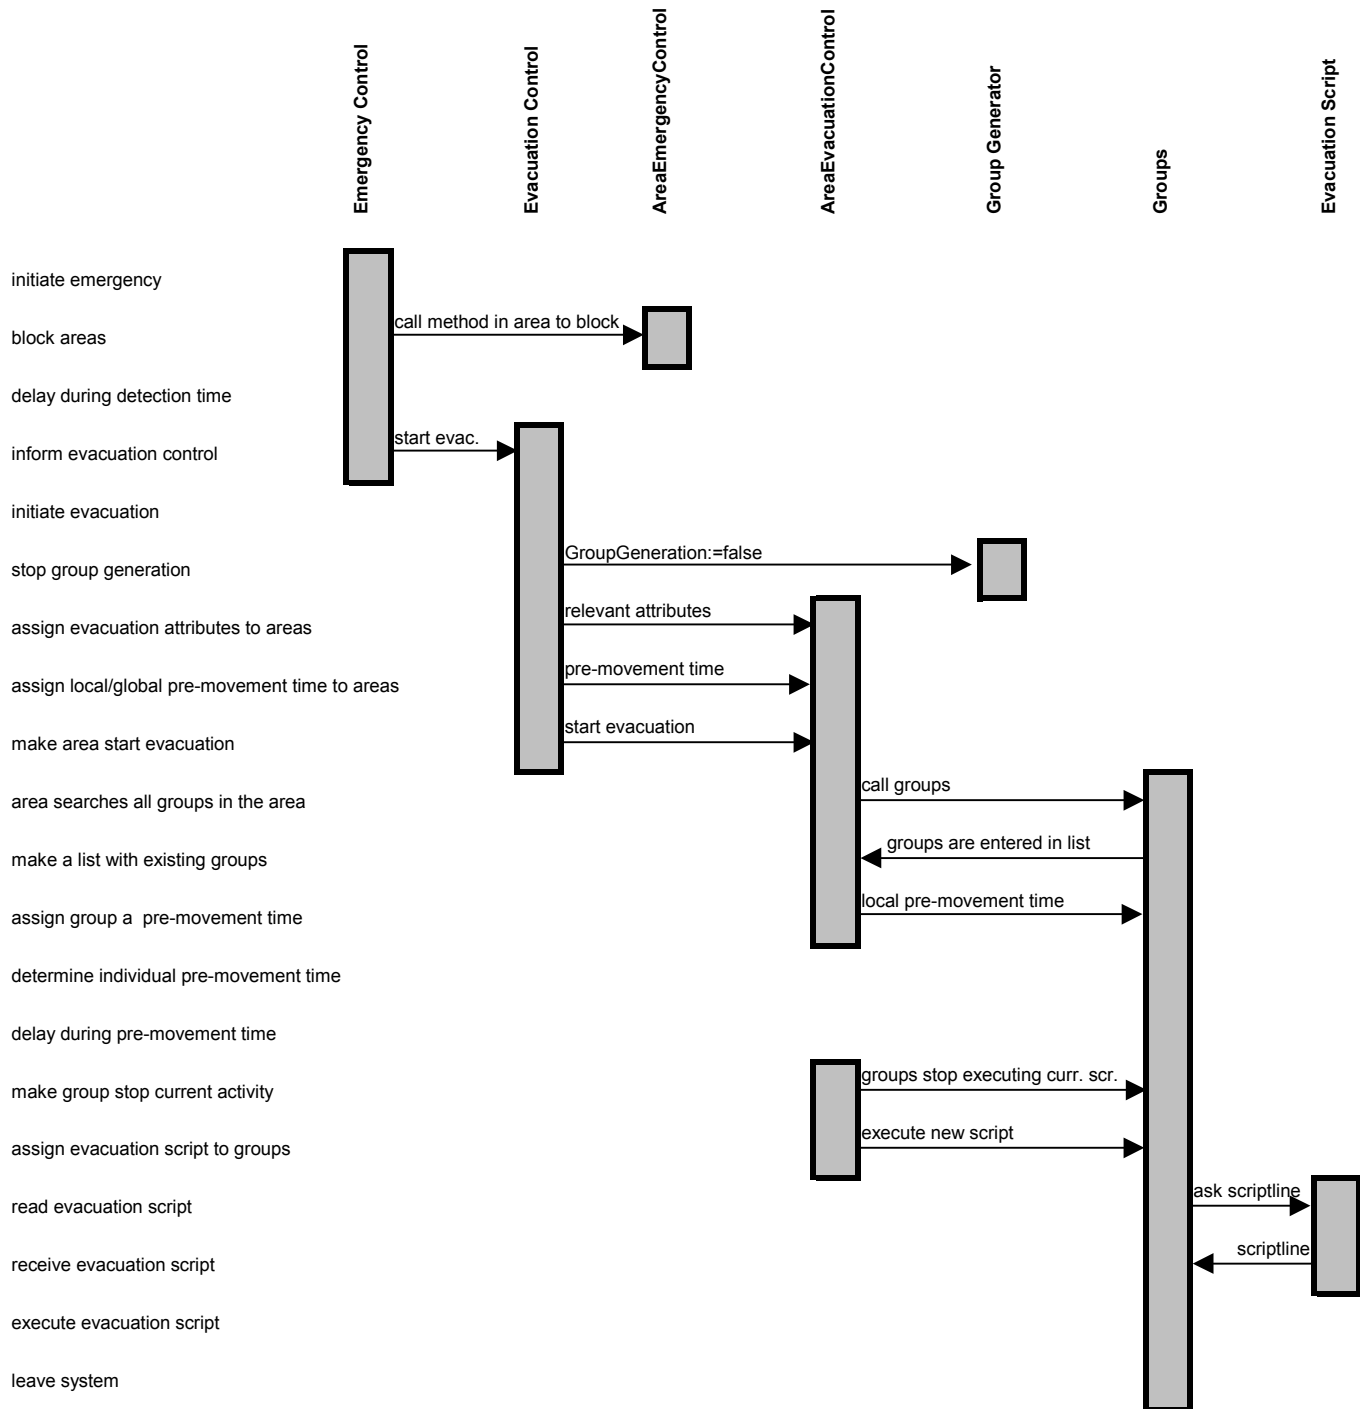 Emergency Control
Evacuation Control
AreaEmergencyControl
AreaEvacuationControl
Group Generator
Groups
Evacuation Script
initiate emergency
call method in area to block
block areas
delay during detection time
start evac.
inform evacuation control
initiate evacuation
GroupGeneration:=false
stop group generation
relevant attributes
assign evacuation attributes to areas
pre-movement time
assign local/global pre-movement time to areas
start evacuation
make area start evacuation
call groups
area searches all groups in the area
groups are entered in list
make a list with existing groups
local pre-movement time
assign group a pre-movement time
determine individual pre-movement time
delay during pre-movement time
groups stop executing curr. scr.
make group stop current activity
execute new script
assign evacuation script to groups
ask scriptline
read evacuation script
scriptline
receive evacuation script
execute evacuation script
leave system